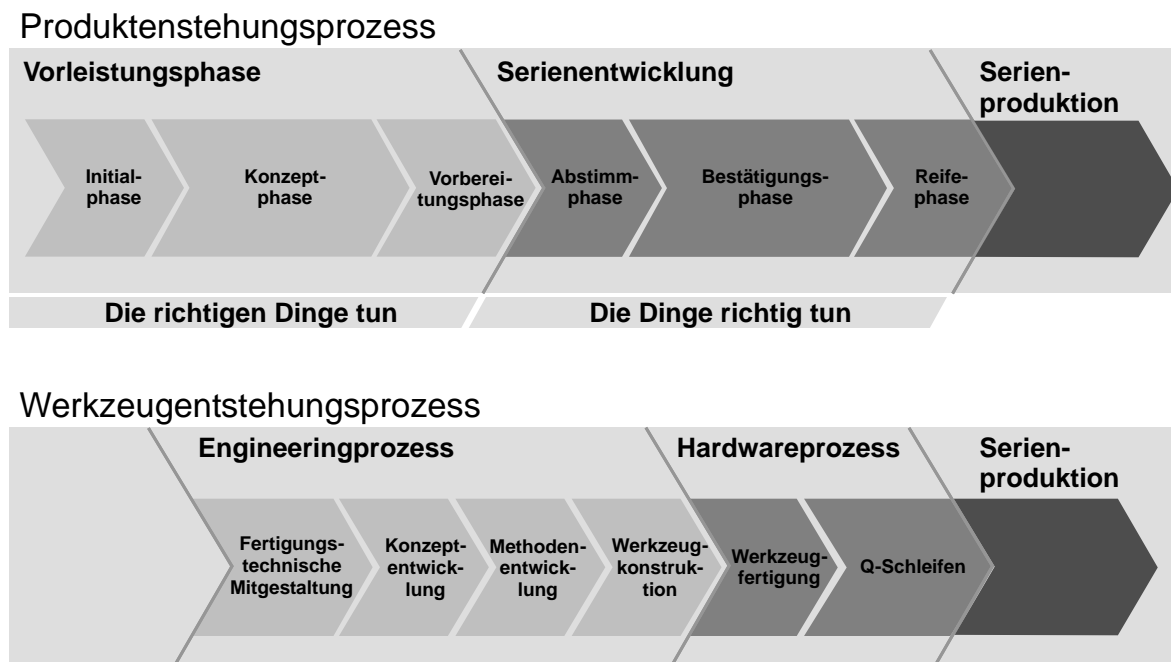 Produktenstehungsprozess
Vorleistungsphase
Serienentwicklung
Serien-
produktion
Initial-
phase
Konzept-
phase
Vorberei-
tungsphase
Abstimm-
phase
Bestätigungs-
phase
Reife-
phase
Die richtigen Dinge tun
Die Dinge richtig tun
Werkzeugentstehungsprozess
Engineeringprozess
Hardwareprozess
Serien-
produktion
Fertigungs-
technische
Mitgestaltung
Konzept-
entwick-
lung
Methoden-
entwick-
lung
Werkzeug-
konstruk-
tion
Werkzeug-
fertigung
Q-Schleifen